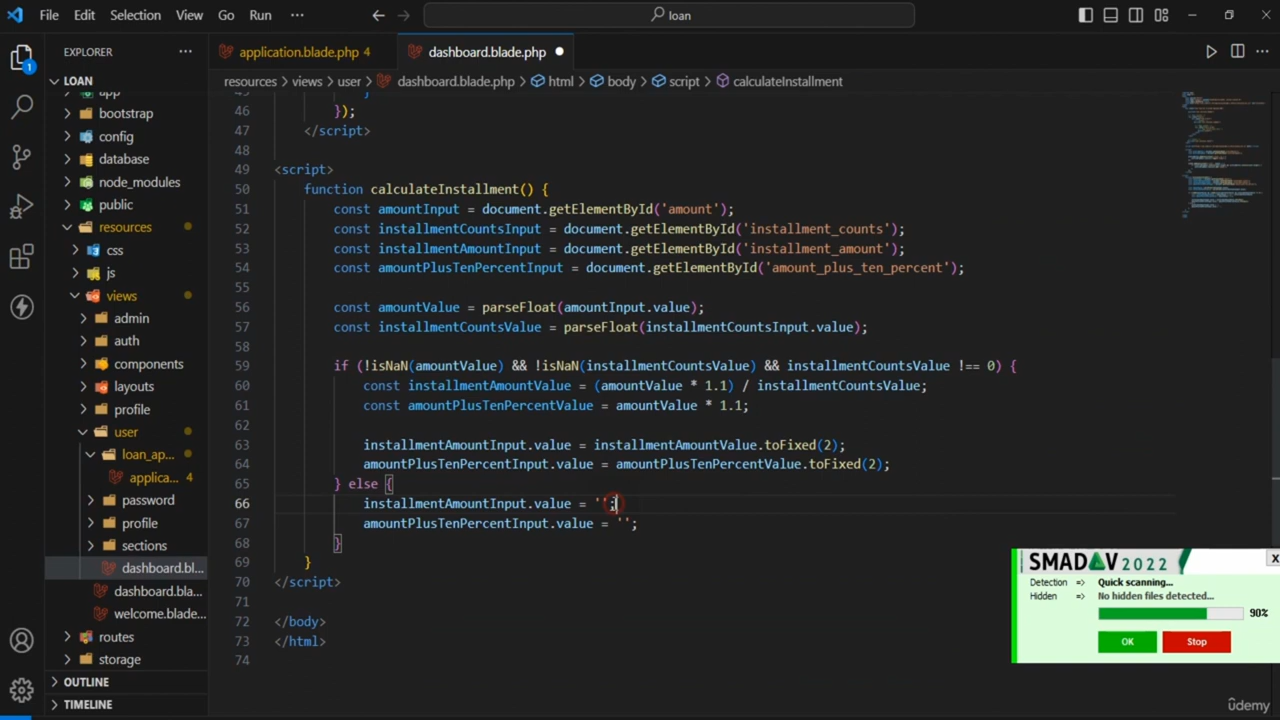 File Edit Selection View Go Run ··· loan
EXPLORER ··· application.blade.php 4 dashboard.blade.php
LOAN
resources > views > user > dashboard.blade.php > html > body > script > calculateInstallment
app
bootstrap
config
database
node_modules
public
resources
css
js
views
admin
auth
components
layouts
profile
user
loan_ap...
applica... 4
password
profile
sections
dashboard.bl...
dashboard.bla...
welcome.blade...
routes
storage
OUTLINE
TIMELINE
1
45 }
46 });
47 </script>
48
49 <script>
50 function calculateInstallment() {
51 const amountInput = document.getElementById('amount');
52 const installmentCountsInput = document.getElementById('installment_counts');
53 const installmentAmountInput = document.getElementById('installment_amount');
54 const amountPlusTenPercentInput = document.getElementById('amount_plus_ten_percent');
55
56 const amountValue = parseFloat(amountInput.value);
57 const installmentCountsValue = parseFloat(installmentCountsInput.value);
58
59 if (!isNaN(amountValue) && !isNaN(installmentCountsValue) && installmentCountsValue !== 0) {
60 const installmentAmountValue = (amountValue * 1.1) / installmentCountsValue;
61 const amountPlusTenPercentValue = amountValue * 1.1;
62
63 installmentAmountInput.value = installmentAmountValue.toFixed(2);
64 amountPlusTenPercentInput.value = amountPlusTenPercentValue.toFixed(2);
65 } else {
66 installmentAmountInput.value = '';
67 amountPlusTenPercentInput.value = '';
68 }
69 }
70 </script>
71
72 </body>
73 </html>
74
SMADAV 2022 X
Detection => Quick scanning...
Hidden => No hidden files detected...
90%
OK Stop
ûdemy